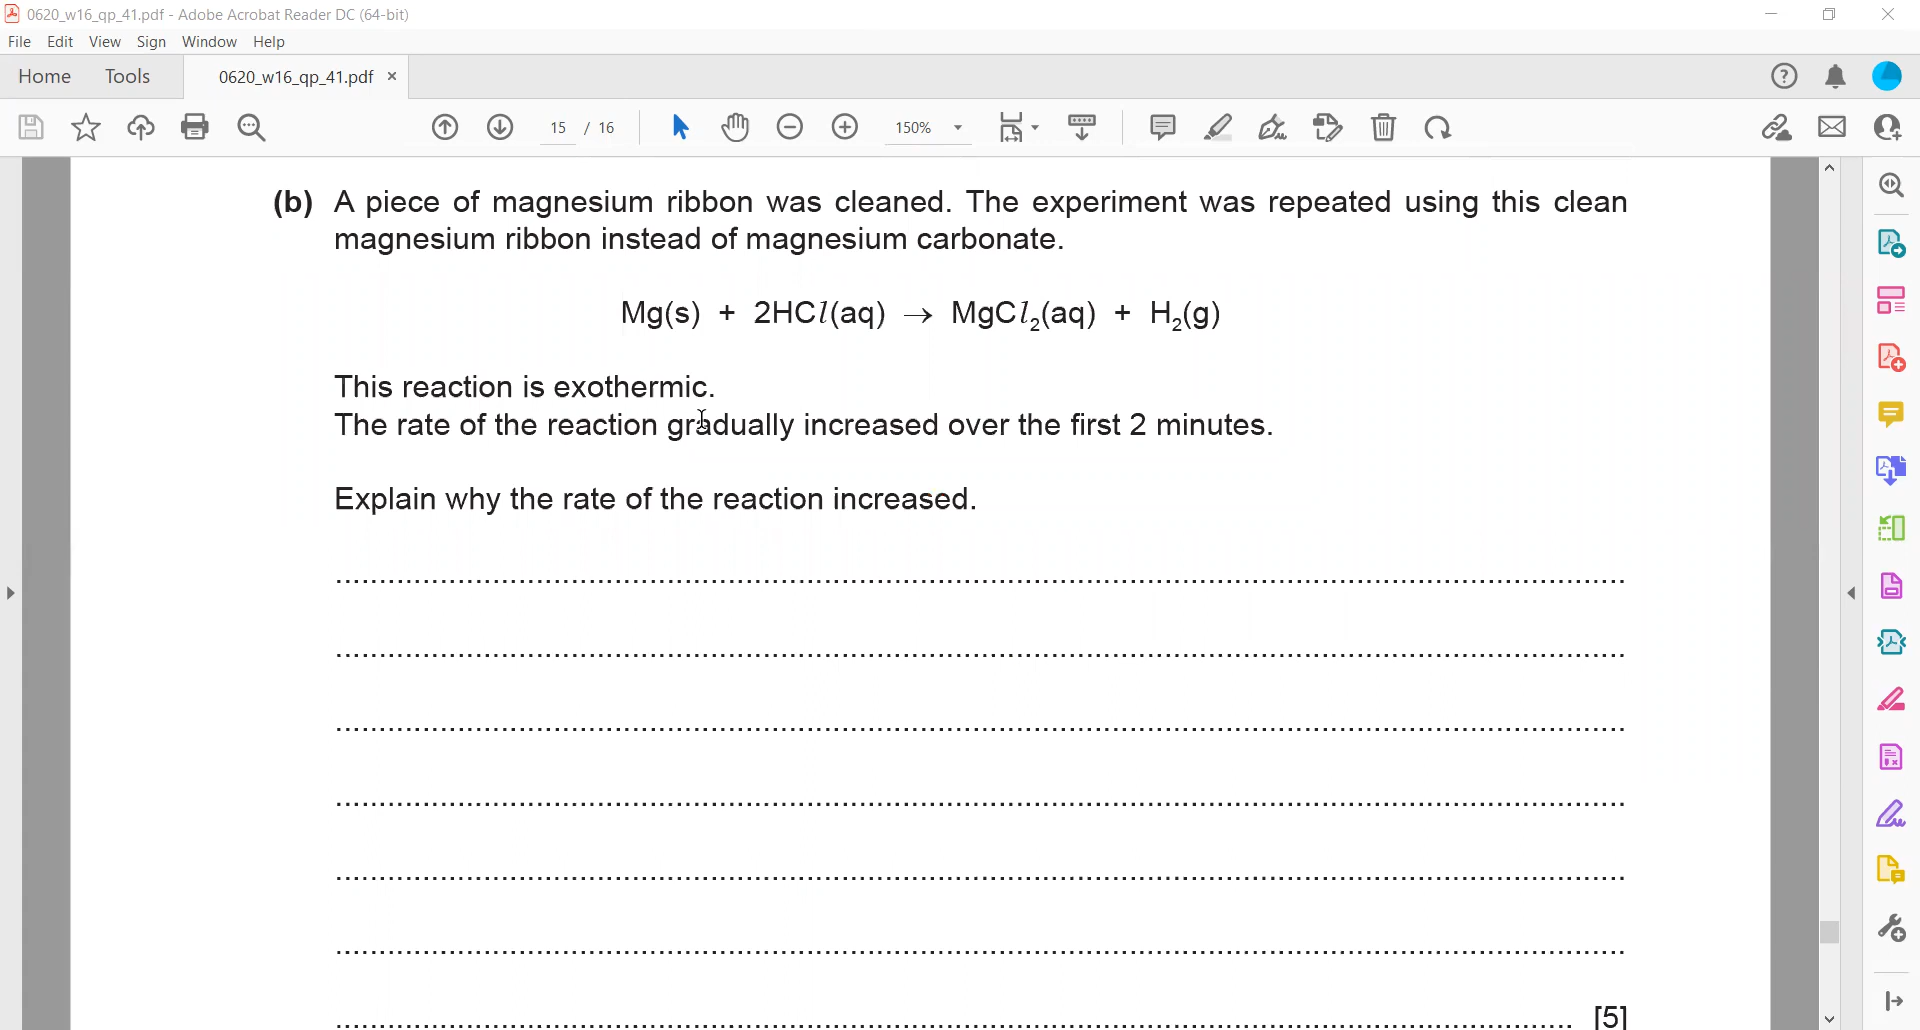 0620_w16_qp_41.pdf - Adobe Acrobat Reader DC (64-bit)
File Edit View Sign Window Help
Home Tools 0620_w16_qp_41.pdf ×
15 / 16 150%
(b) A piece of magnesium ribbon was cleaned. The experiment was repeated using this clean
magnesium ribbon instead of magnesium carbonate.
Mg(s) + 2HCl(aq) → MgCl₂(aq) + H₂(g)
This reaction is exothermic.
The rate of the reaction gradually increased over the first 2 minutes.
Explain why the rate of the reaction increased.
[5]